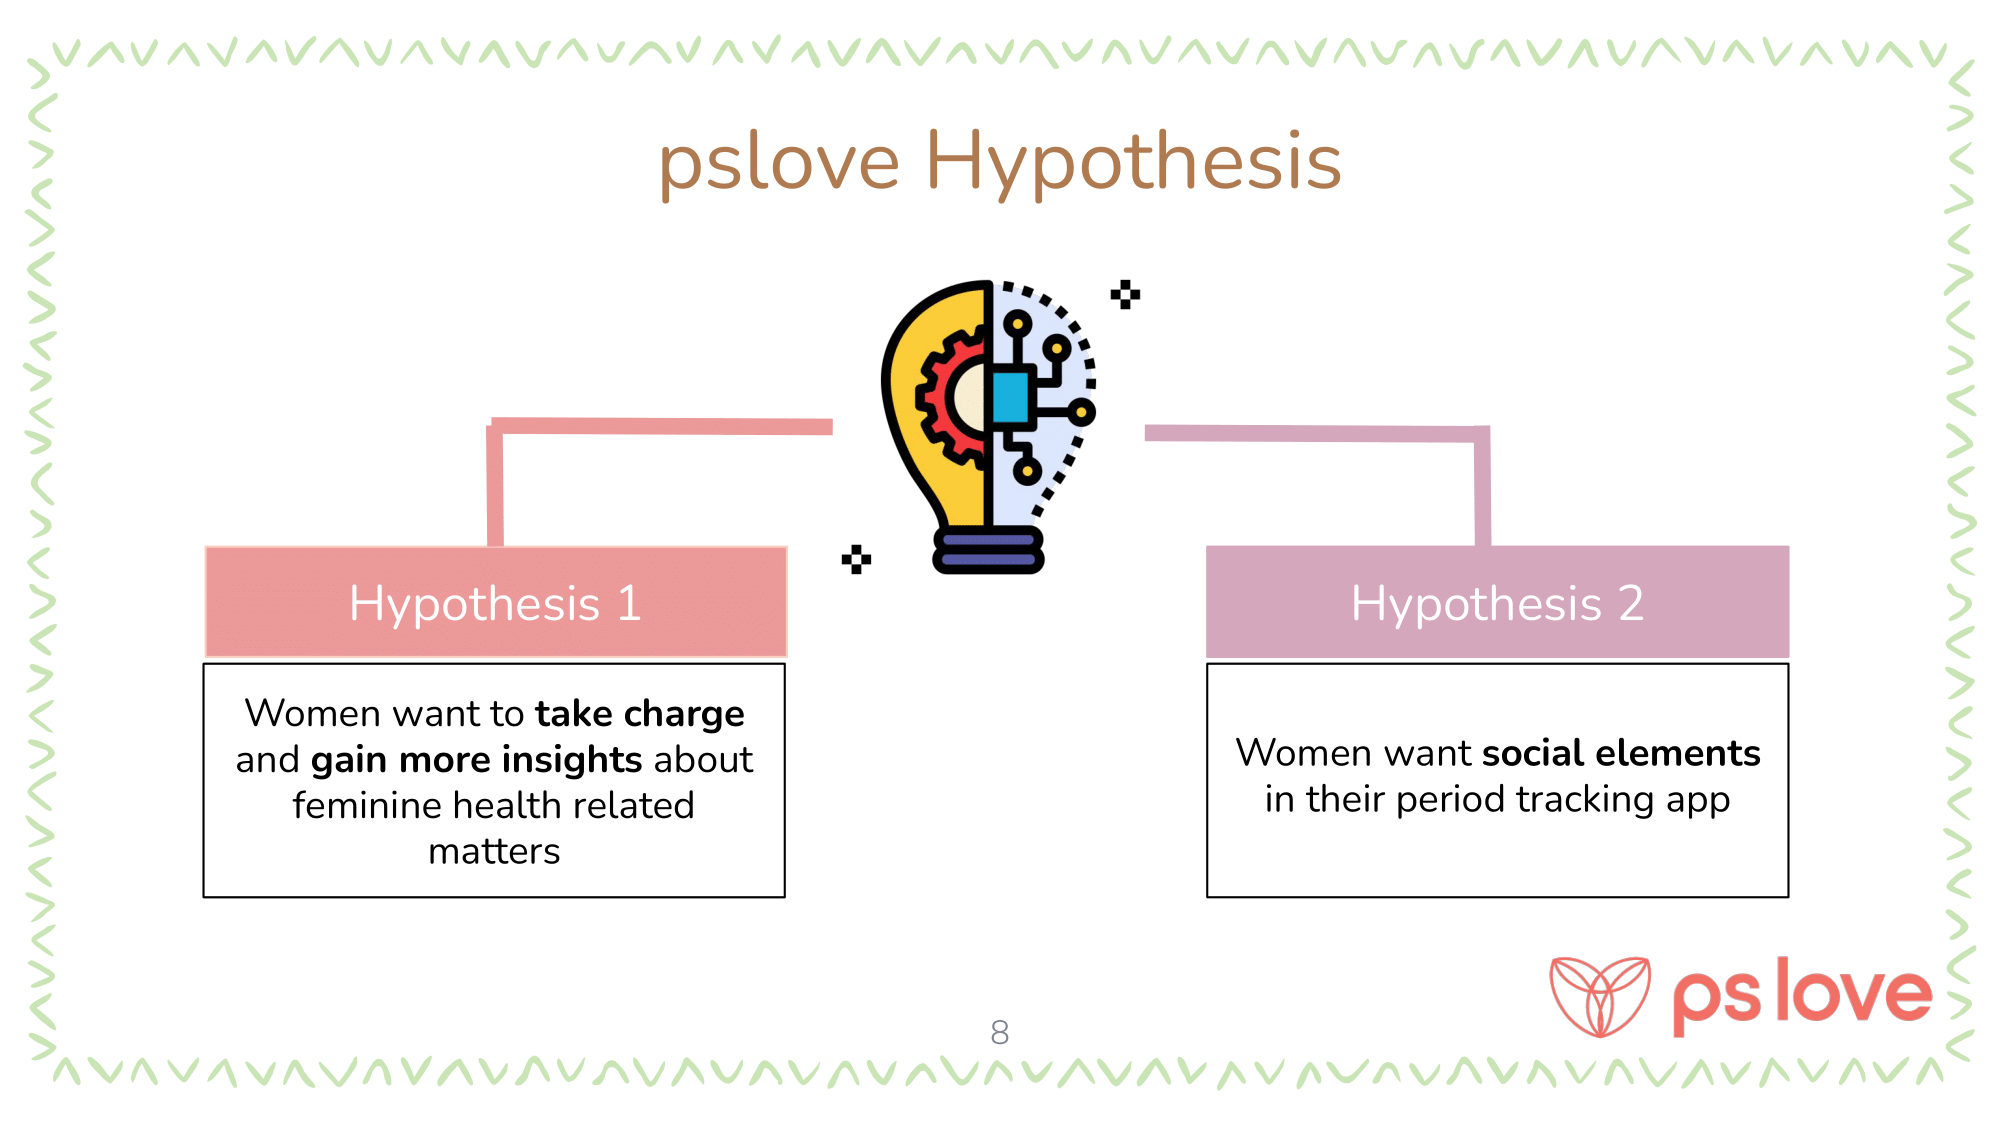 pslove Hypothesis
Hypothesis 1
Women want to take charge
and gain more insights about
feminine health related
matters
Hypothesis 2
Women want social elements
in their period tracking app
ps love
8